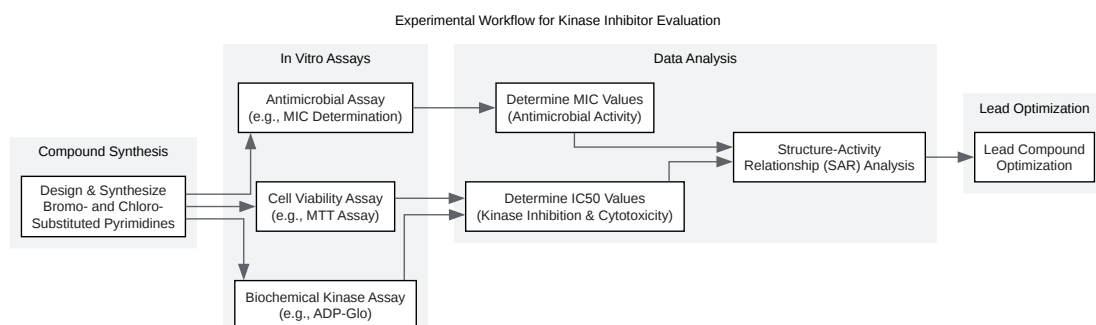 Experimental Workflow for Kinase Inhibitor Evaluation
Compound Synthesis
Design & Synthesize
Bromo- and Chloro-
Substituted Pyrimidines
In Vitro Assays
Antimicrobial Assay
(e.g., MIC Determination)
Cell Viability Assay
(e.g., MTT Assay)
Biochemical Kinase Assay
(e.g., ADP-Glo)
Data Analysis
Determine MIC Values
(Antimicrobial Activity)
Determine IC50 Values
(Kinase Inhibition & Cytotoxicity)
Structure-Activity
Relationship (SAR) Analysis
Lead Optimization
Lead Compound
Optimization